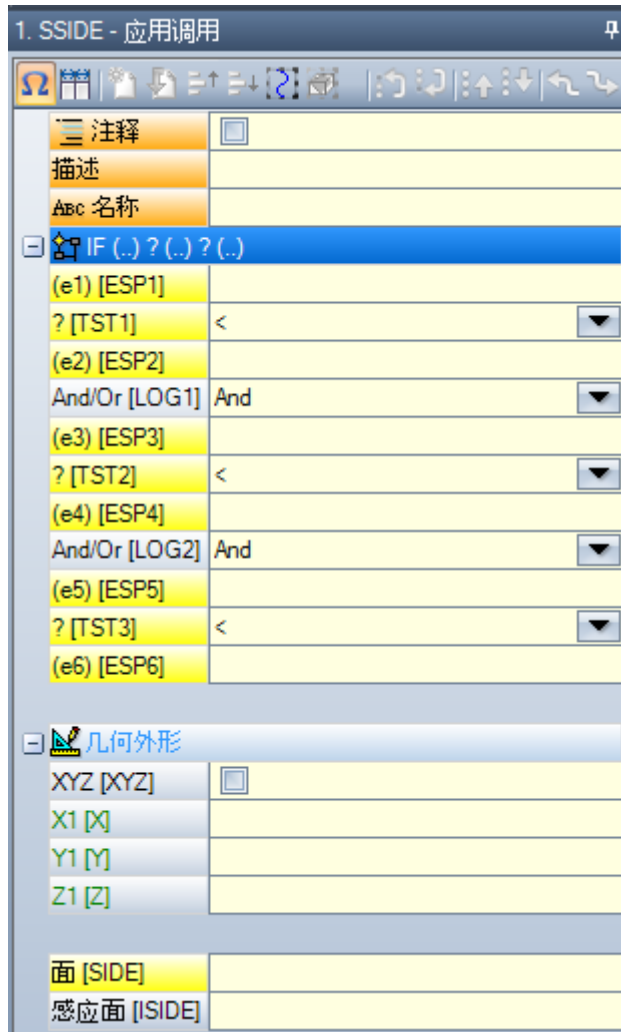 1. SSIDE - 应用调用
Ω
注释
描述
ABC 名称
IF (..) ? (..) ? (..)
(e1) [ESP1]
? [TST1] <
(e2) [ESP2]
And/Or [LOG1] And
(e3) [ESP3]
? [TST2] <
(e4) [ESP4]
And/Or [LOG2] And
(e5) [ESP5]
? [TST3] <
(e6) [ESP6]
几何外形
XYZ [XYZ]
X1 [X]
Y1 [Y]
Z1 [Z]
面 [SIDE]
感应面 [ISIDE]